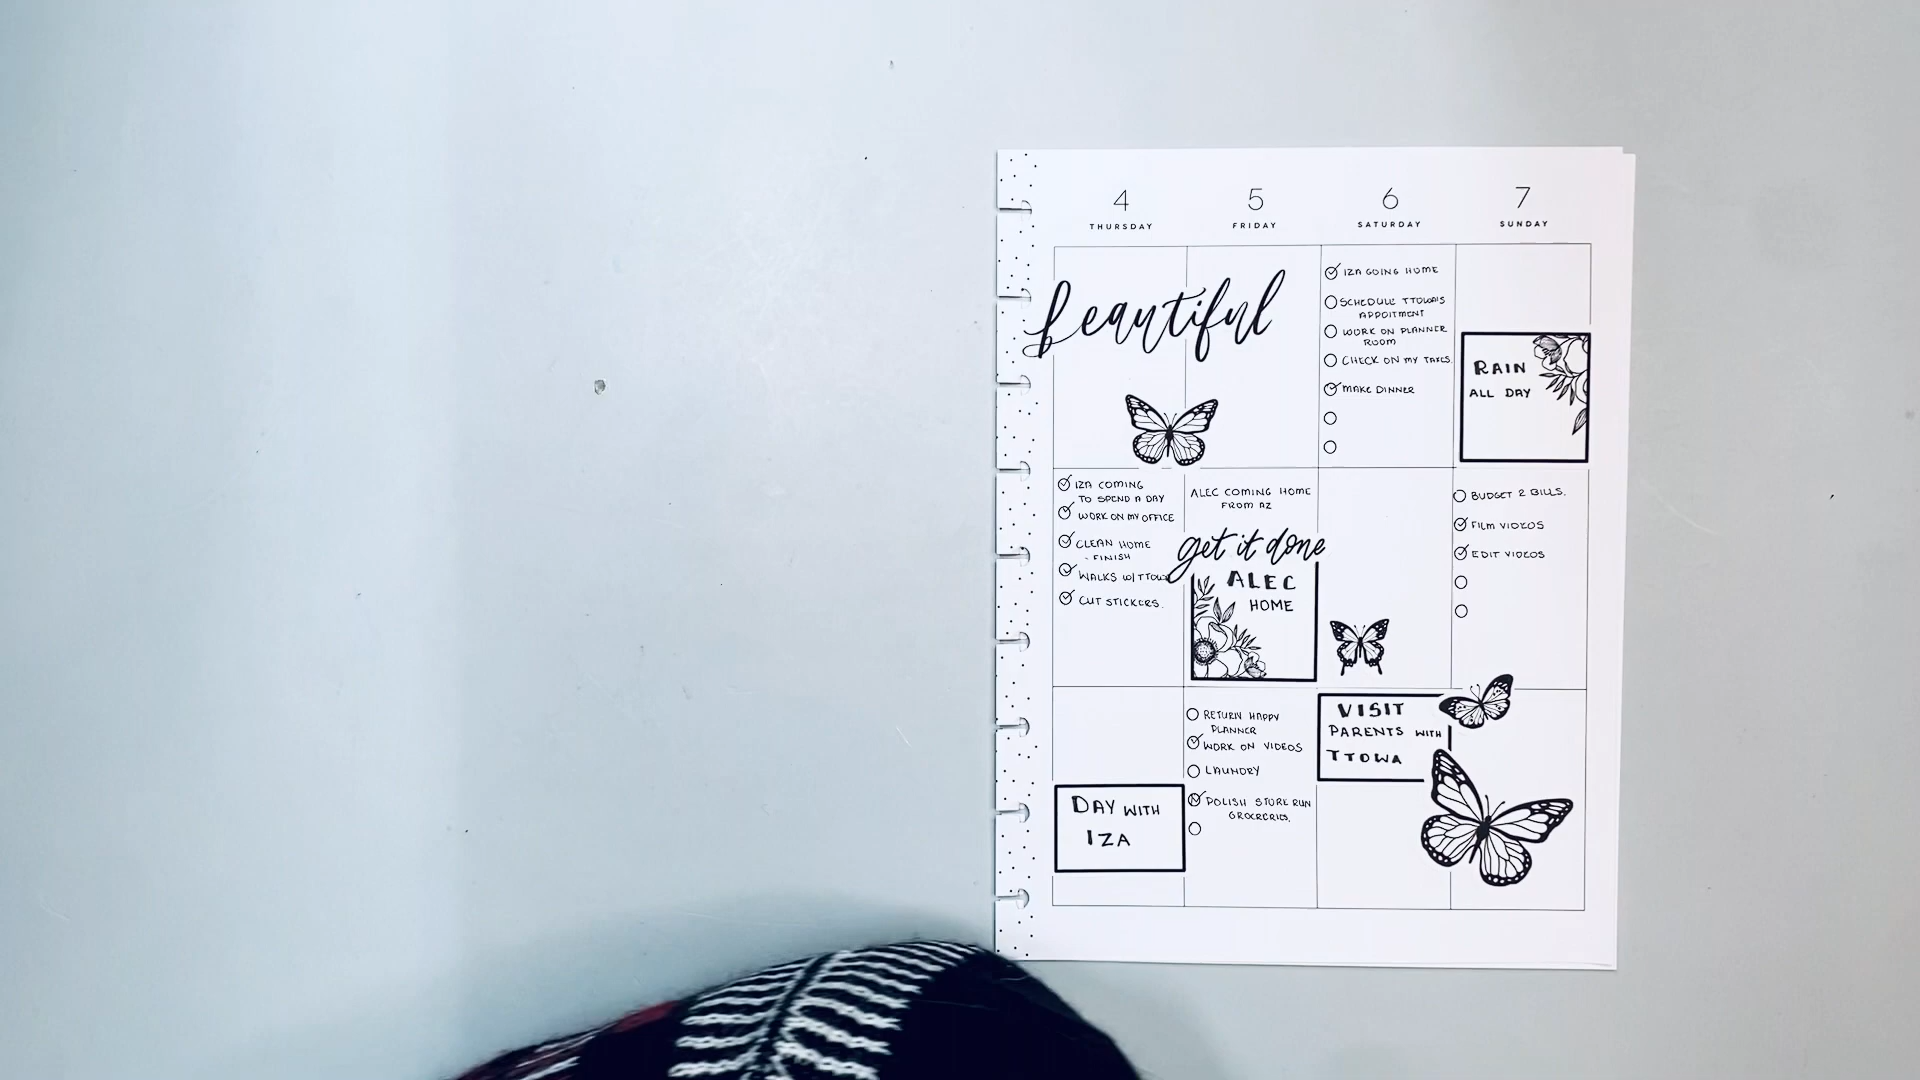 4
THURSDAY
5
FRIDAY
6
SATURDAY
7
SUNDAY
beautiful
IZA COMING
TO SPEND A DAY
WORK ON MY OFFICE
CLEAN HOME
- FINISH
WALKS W/ TTOWA
CUT STICKERS.
DAY WITH
IZA
ALEC COMING HOME
FROM AZ
get it done
ALEC
HOME
RETURN HAPPY
PLANNER
WORK ON VIDEOS
LAUNDRY
POLISH STORE RUN
GROCERIES.
IZA GOING HOME
SCHEDULE TTOWA'S
APPOITMENT
WORK ON PLANNER
ROOM
CHECK ON MY TAXES.
MAKE DINNER
VISIT
PARENTS WITH
TTOWA
RAIN
ALL DAY
BUDGET 2 BILLS.
FILM VIDEOS
EDIT VIDEOS